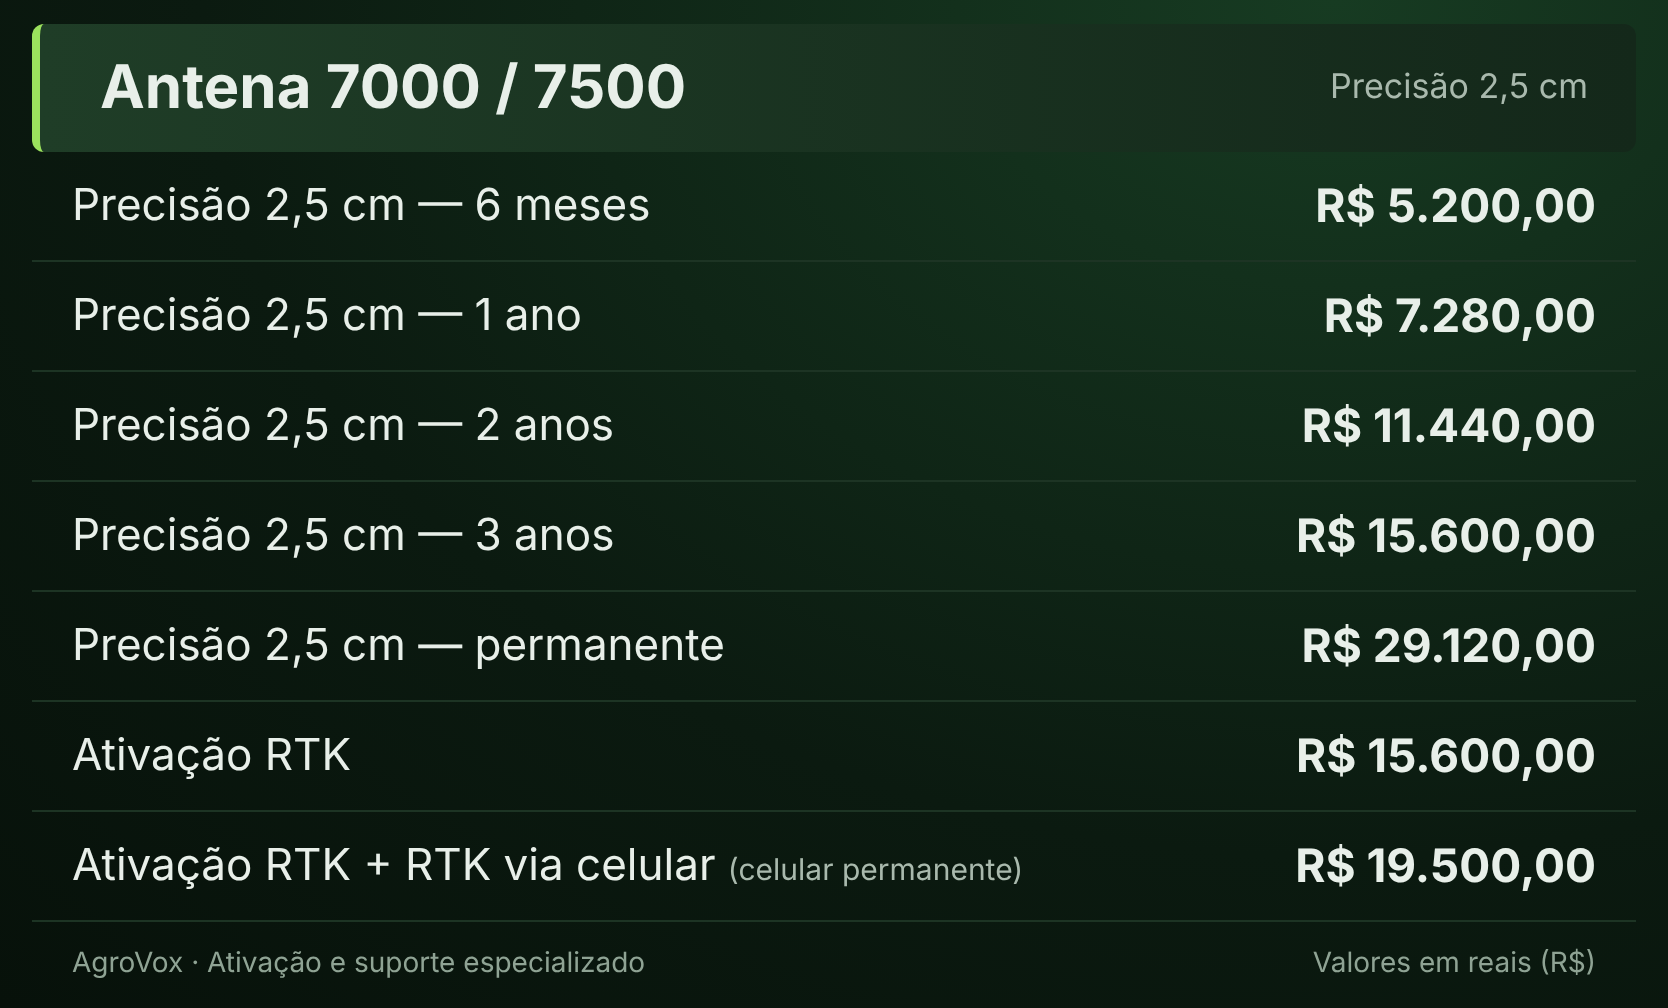 Antena 7000 / 7500 Precisão 2,5 cm
Precisão 2,5 cm — 6 meses R$ 5.200,00
Precisão 2,5 cm — 1 ano R$ 7.280,00
Precisão 2,5 cm — 2 anos R$ 11.440,00
Precisão 2,5 cm — 3 anos R$ 15.600,00
Precisão 2,5 cm — permanente R$ 29.120,00
Ativação RTK R$ 15.600,00
Ativação RTK + RTK via celular (celular permanente) R$ 19.500,00
AgroVox · Ativação e suporte especializado Valores em reais (R$)